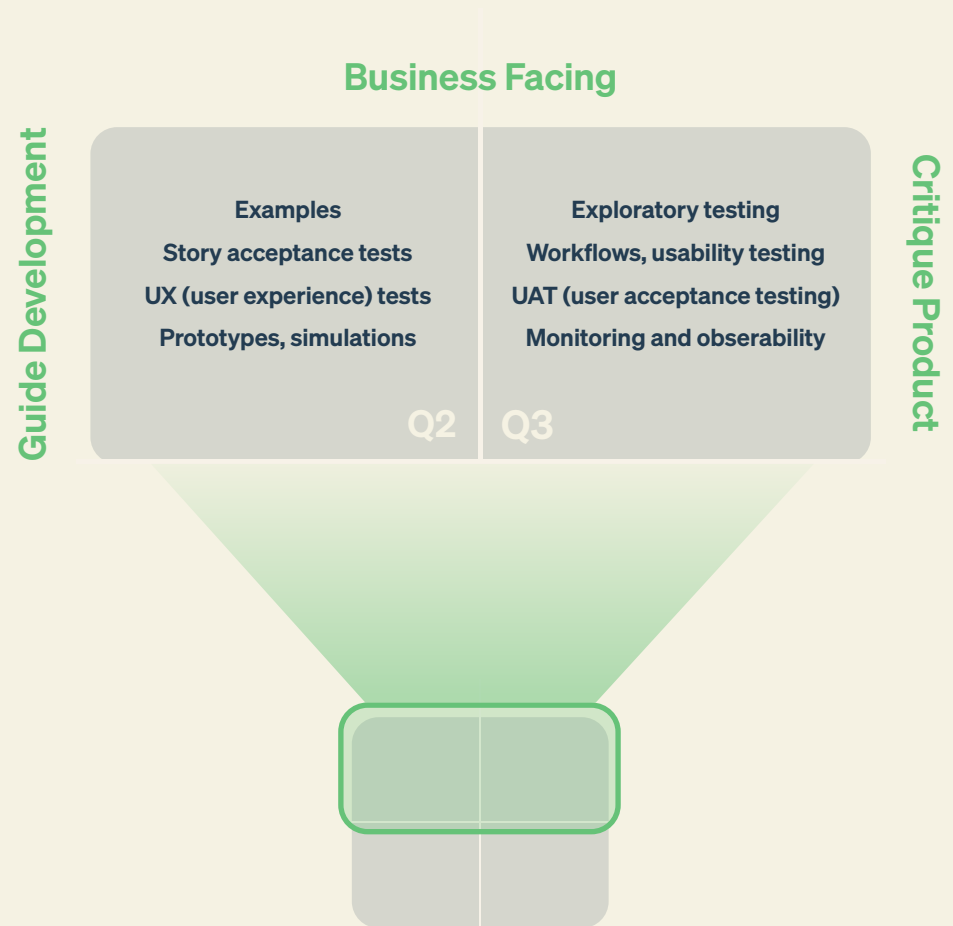 Business Facing
Guide Development
Examples
Story acceptance tests
UX (user experience) tests
Prototypes, simulations
Q2
Exploratory testing
Workflows, usability testing
UAT (user acceptance testing)
Monitoring and obserability
Q3
Critique Product